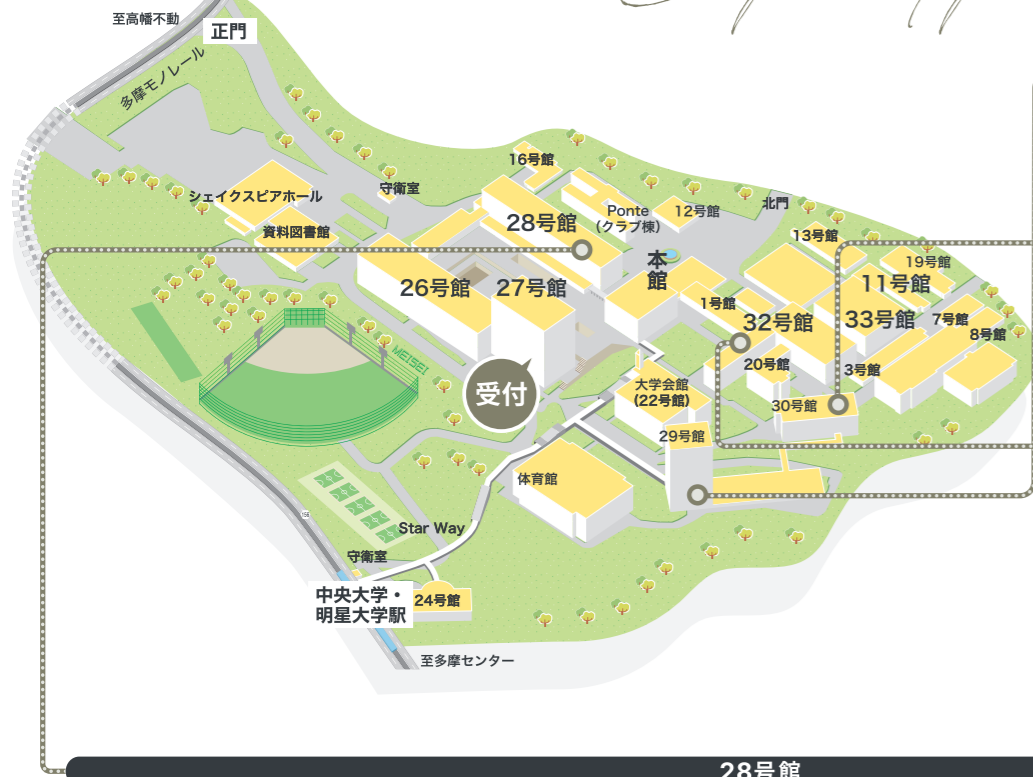 至高幡不動
正門
多摩モノレール
16号館
シェイクスピアホール
守衛室
28号館
Ponte
(クラブ棟)
12号館
北門
資料図書館
13号館
本館
19号館
26号館
27号館
11号館
1号館
32号館
33号館
7号館
8号館
MEISEI
20号館
3号館
受付
大学会館
(22号館)
30号館
29号館
体育館
156
Star Way
守衛室
中央大学・
明星大学駅
24号館
至多摩センター
28号館